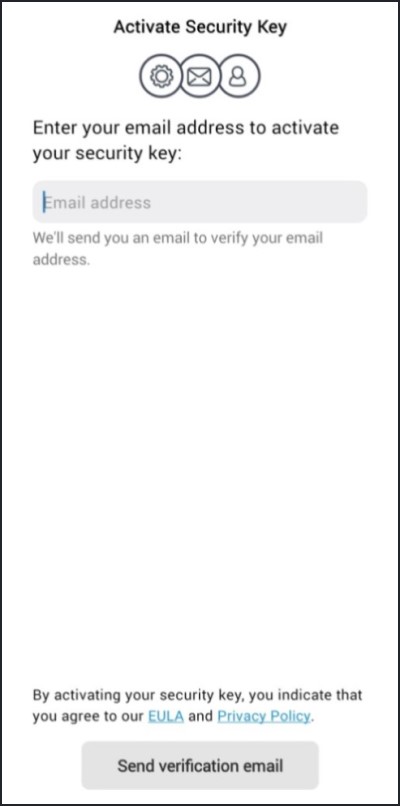 Activate Security Key
Enter your email address to activate
your security key:
Email address
We'll send you an email to verify your email
address.
By activating your security key, you indicate that
you agree to our EULA and Privacy Policy.
Send verification email